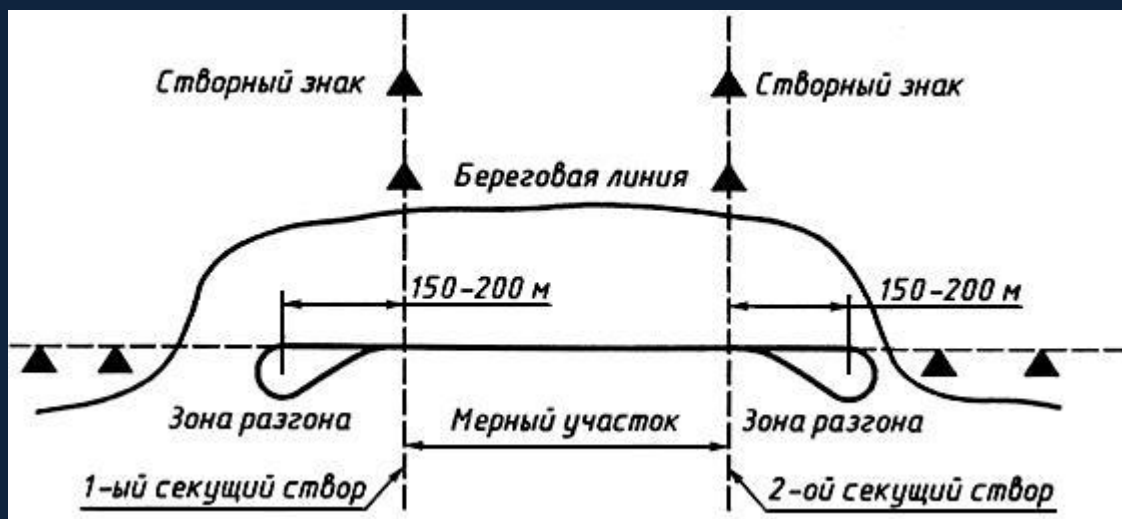 Створный знак
Створный знак
Береговая линия
150-200 м
150-200 м
Зона разгона
Мерный участок
Зона разгона
1-ый секущий створ
2-ой секущий створ